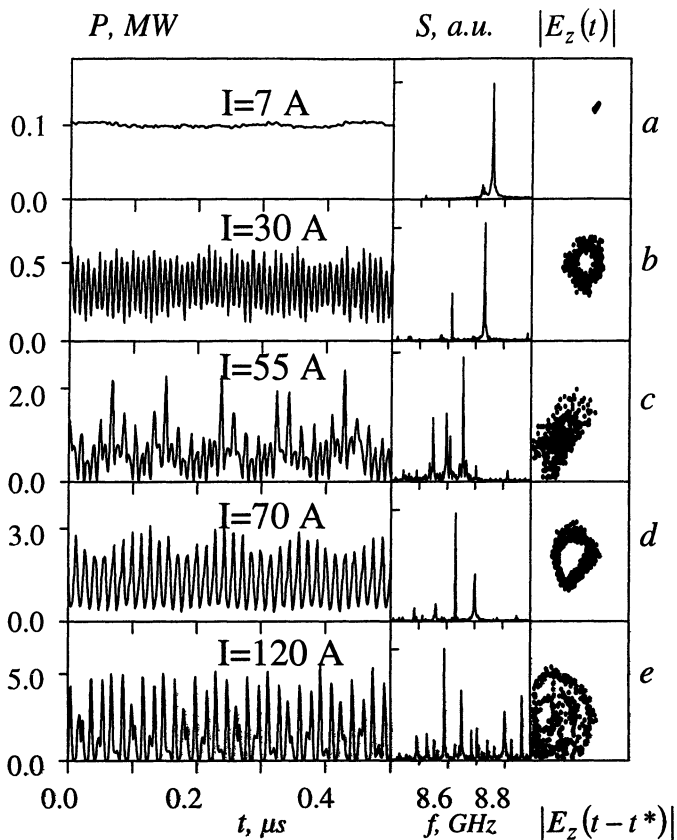 P, MW S, a.u. |E_z(t)|
I=7 A
0.1
a
0.0
I=30 A
0.5
b
0.0
I=55 A
2.0
c
0.0
I=70 A
3.0
d
0.0
I=120 A
5.0
e
0.0
0.0 0.2 0.4 8.6 8.8
t, μs f, GHz |E_z(t − t*)|